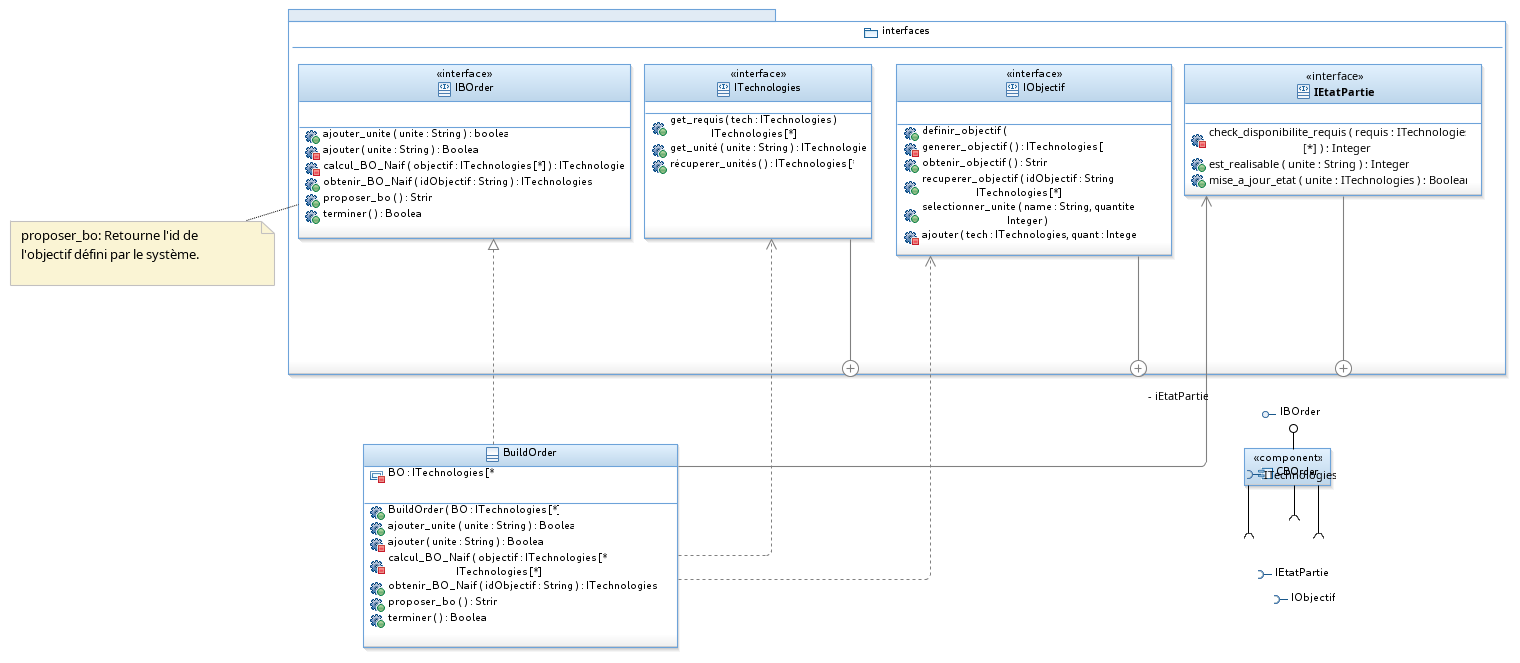 interfaces
«interface»
IBOrder
ajouter_unite ( unite : String ) : boolea
ajouter ( unite : String ) : Boolea
calcul_BO_Naif ( objectif : ITechnologies [*] ) : ITechnologie
obtenir_BO_Naif ( idObjectif : String ) : ITechnologies
proposer_bo ( ) : Strir
terminer ( ) : Boolea
«interface»
ITechnologies
get_requis ( tech : ITechnologies )
ITechnologies [*]
get_unité ( unite : String ) : ITechnologie
récuperer_unités ( ) : ITechnologies [*
«interface»
IObjectif
definir_objectif (
generer_objectif ( ) : ITechnologies [
obtenir_objectif ( ) : Strir
recuperer_objectif ( idObjectif : String
ITechnologies [*]
selectionner_unite ( name : String, quantite
Integer )
ajouter ( tech : ITechnologies, quant : Intege
«interface»
IEtatPartie
check_disponibilite_requis ( requis : ITechnologie
[*] ) : Integer
est_realisable ( unite : String ) : Integer
mise_a_jour_etat ( unite : ITechnologies ) : Boolean
proposer_bo: Retourne l'id de
l'objectif défini par le système.
- iEtatPartie
BuildOrder
BO : ITechnologies [*
BuildOrder ( BO : ITechnologies [*]
ajouter_unite ( unite : String ) : Boolea
ajouter ( unite : String ) : Boolea
calcul_BO_Naif ( objectif : ITechnologies [*
ITechnologies [*]
obtenir_BO_Naif ( idObjectif : String ) : ITechnologies
proposer_bo ( ) : Strir
terminer ( ) : Boolea
IBOrder
«component»
CBOrder
ITechnologies
IEtatPartie
IObjectif